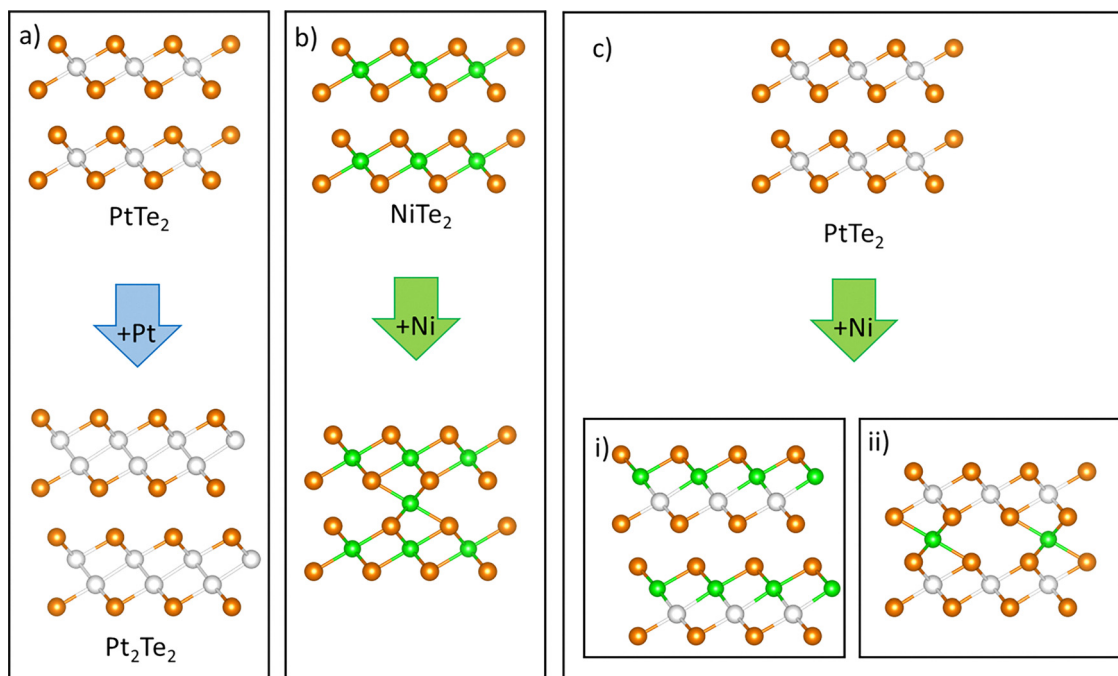 a)
PtTe₂
+Pt
Pt₂Te₂
b)
NiTe₂
+Ni
c)
PtTe₂
+Ni
i)
ii)